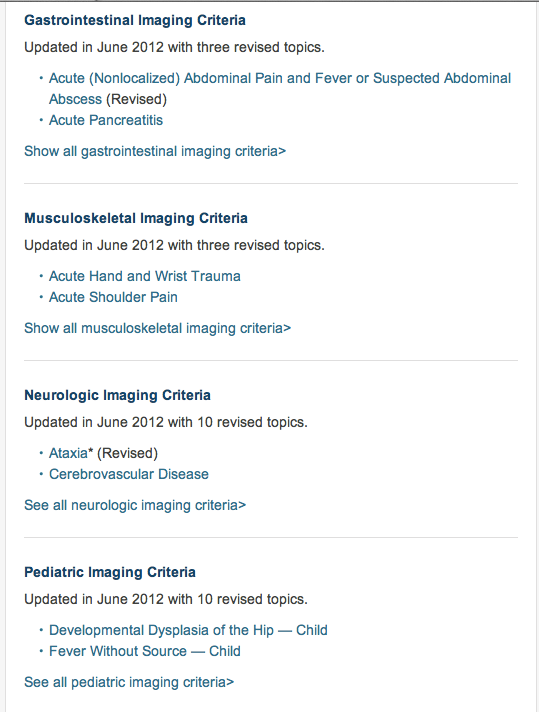 Gastrointestinal Imaging Criteria
Updated in June 2012 with three revised topics.
• Acute (Nonlocalized) Abdominal Pain and Fever or Suspected Abdominal
Abscess (Revised)
• Acute Pancreatitis
Show all gastrointestinal imaging criteria>
Musculoskeletal Imaging Criteria
Updated in June 2012 with three revised topics.
• Acute Hand and Wrist Trauma
• Acute Shoulder Pain
Show all musculoskeletal imaging criteria>
Neurologic Imaging Criteria
Updated in June 2012 with 10 revised topics.
• Ataxia* (Revised)
• Cerebrovascular Disease
See all neurologic imaging criteria>
Pediatric Imaging Criteria
Updated in June 2012 with 10 revised topics.
• Developmental Dysplasia of the Hip — Child
• Fever Without Source — Child
See all pediatric imaging criteria>